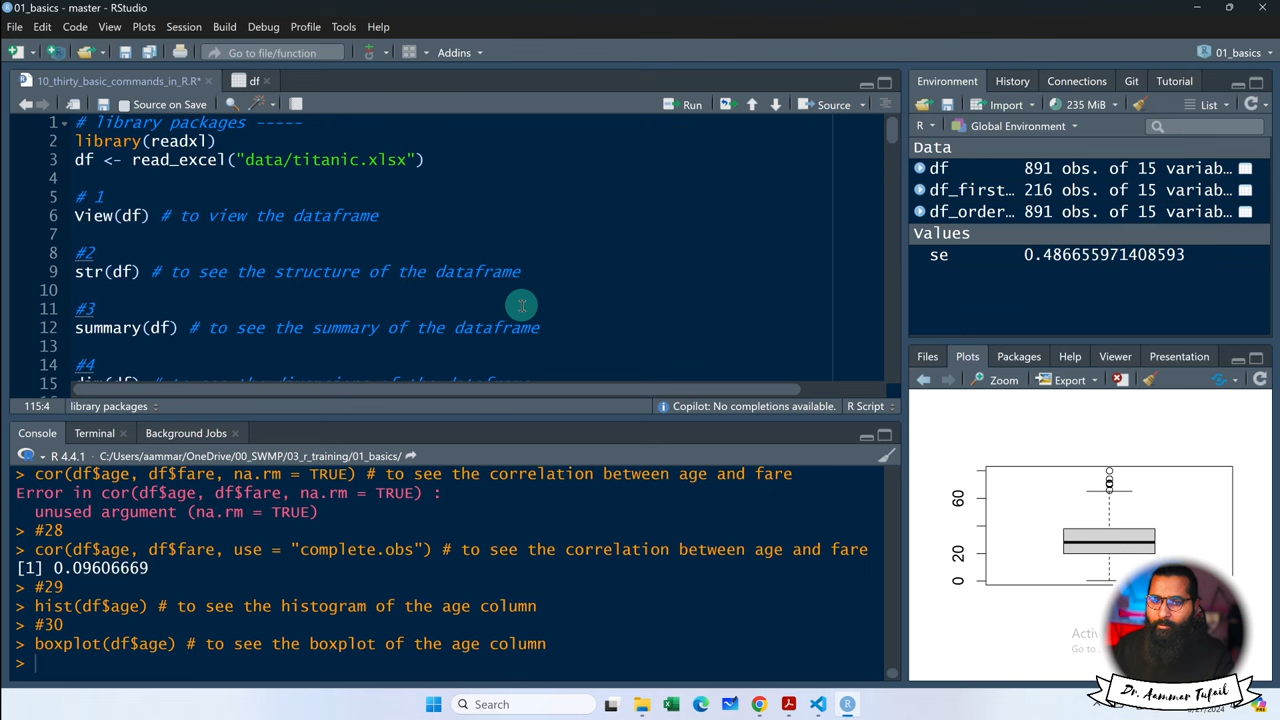 01_basics - master - RStudio
File Edit Code View Plots Session Build Debug Profile Tools Help
Go to file/function
Addins
01_basics
10_thirty_basic_commands_in_R.R*
df
Source on Save
Run
Source
1 # library packages -----
2 library(readxl)
3 df <- read_excel("data/titanic.xlsx")
4
5 # 1
6 View(df) # to view the dataframe
7
8 #2
9 str(df) # to see the structure of the dataframe
10
11 #3
12 summary(df) # to see the summary of the dataframe
13
14 #4
15 dim(df) # to see the dimensions of the dataframe
115:4 library packages
Copilot: No completions available.
R Script
Console Terminal Background Jobs
R 4.4.1 · C:/Users/aammar/OneDrive/00_SWMP/03_r_training/01_basics/
> cor(df$age, df$fare, na.rm = TRUE) # to see the correlation between age and fare
Error in cor(df$age, df$fare, na.rm = TRUE) :
unused argument (na.rm = TRUE)
> #28
> cor(df$age, df$fare, use = "complete.obs") # to see the correlation between age and fare
[1] 0.09606669
> #29
> hist(df$age) # to see the histogram of the age column
> #30
> boxplot(df$age) # to see the boxplot of the age column
>
Environment History Connections Git Tutorial
Import
235 MiB
List
R
Global Environment
Data
df 891 obs. of 15 variab…
df_first… 216 obs. of 15 variab…
df_order… 891 obs. of 15 variab…
Values
se 0.486655971408593
Files Plots Packages Help Viewer Presentation
Zoom
Export
60
20
0
Dr. Aammar Tufail
Search